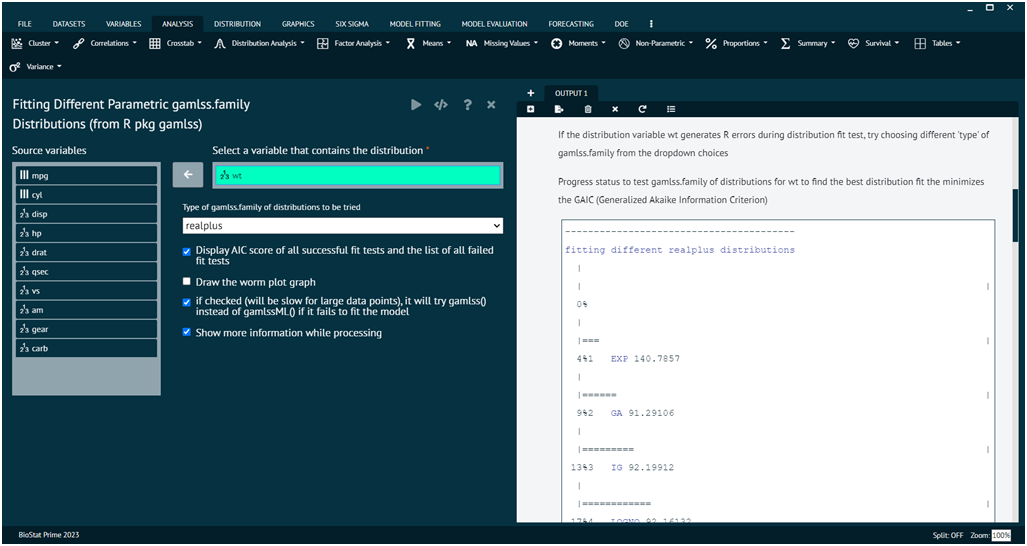 FILE DATASETS VARIABLES ANALYSIS DISTRIBUTION GRAPHICS SIX SIGMA MODEL FITTING MODEL EVALUATION FORECASTING DOE
Cluster Correlations Crosstab Distribution Analysis Factor Analysis Means NA Missing Values Moments Non-Parametric Proportions Summary Survival Tables
Variance
Fitting Different Parametric gamlss.family
Distributions (from R pkg gamlss)
Source variables
mpg
cyl
disp
hp
drat
qsec
vs
am
gear
carb
Select a variable that contains the distribution *
wt
Type of gamlss.family of distributions to be tried
realplus
Display AIC score of all successful fit tests and the list of all failed
fit tests
Draw the worm plot graph
if checked (will be slow for large data points), it will try gamlss()
instead of gamlssML() if it fails to fit the model
Show more information while processing
+ OUTPUT 1
If the distribution variable wt generates R errors during distribution fit test, try choosing different 'type' of
gamlss.family from the dropdown choices
Progress status to test gamlss.family of distributions for wt to find the best distribution fit the minimizes
the GAIC (Generalized Akaike Information Criterion)
----------------------------------------
fitting different realplus distributions
|
| |
0%
|
|=== |
4%1 EXP 140.7857
|
|====== |
9%2 GA 91.29106
|
|========= |
13%3 IG 92.19912
|
|============ |
17%4 LOGNO 92.16132
BioStat Prime 2023
Split: OFF Zoom: 100%